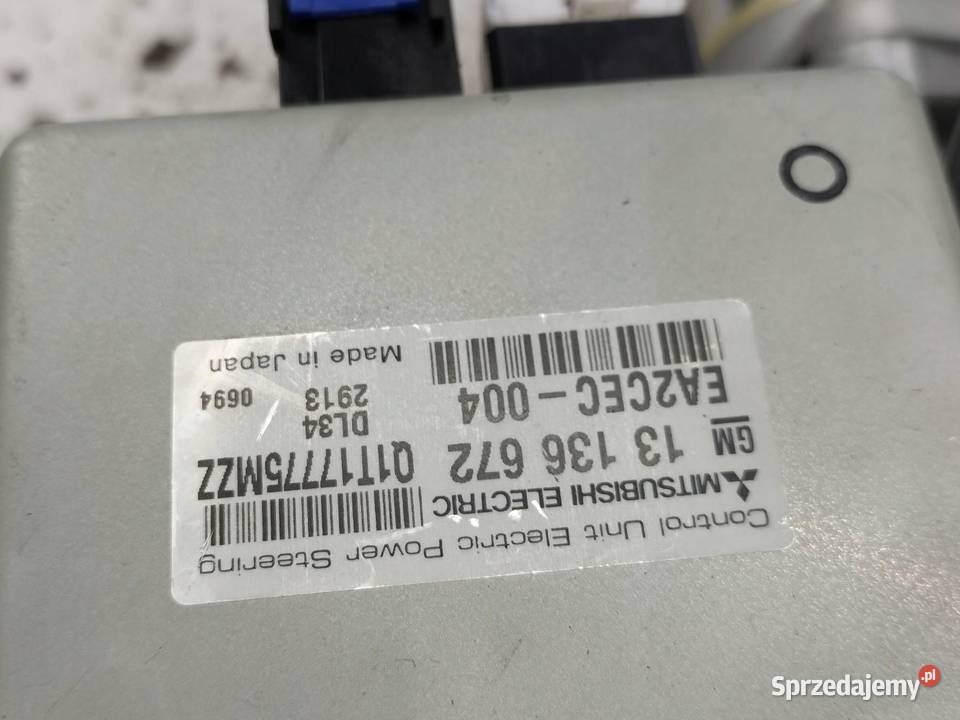 Control Unit Electric Power Steering
MITSUBISHI ELECTRIC
GM 13 136 672 Q1T17775MZZ
DL34
EA2CEC-004 2913 0694
Made in Japan
Sprzedajemy.pl